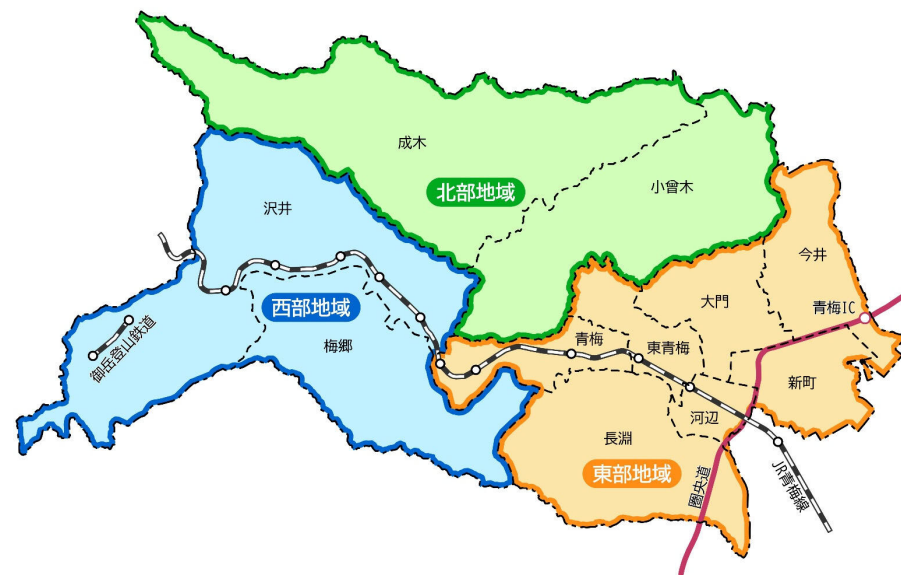 成木
小曾木
北部地域
沢井
今井
大門
青梅IC
西部地域
御岳登山鉄道
梅郷
青梅
東青梅
新町
河辺
長淵
東部地域
圏央道
JR青梅線